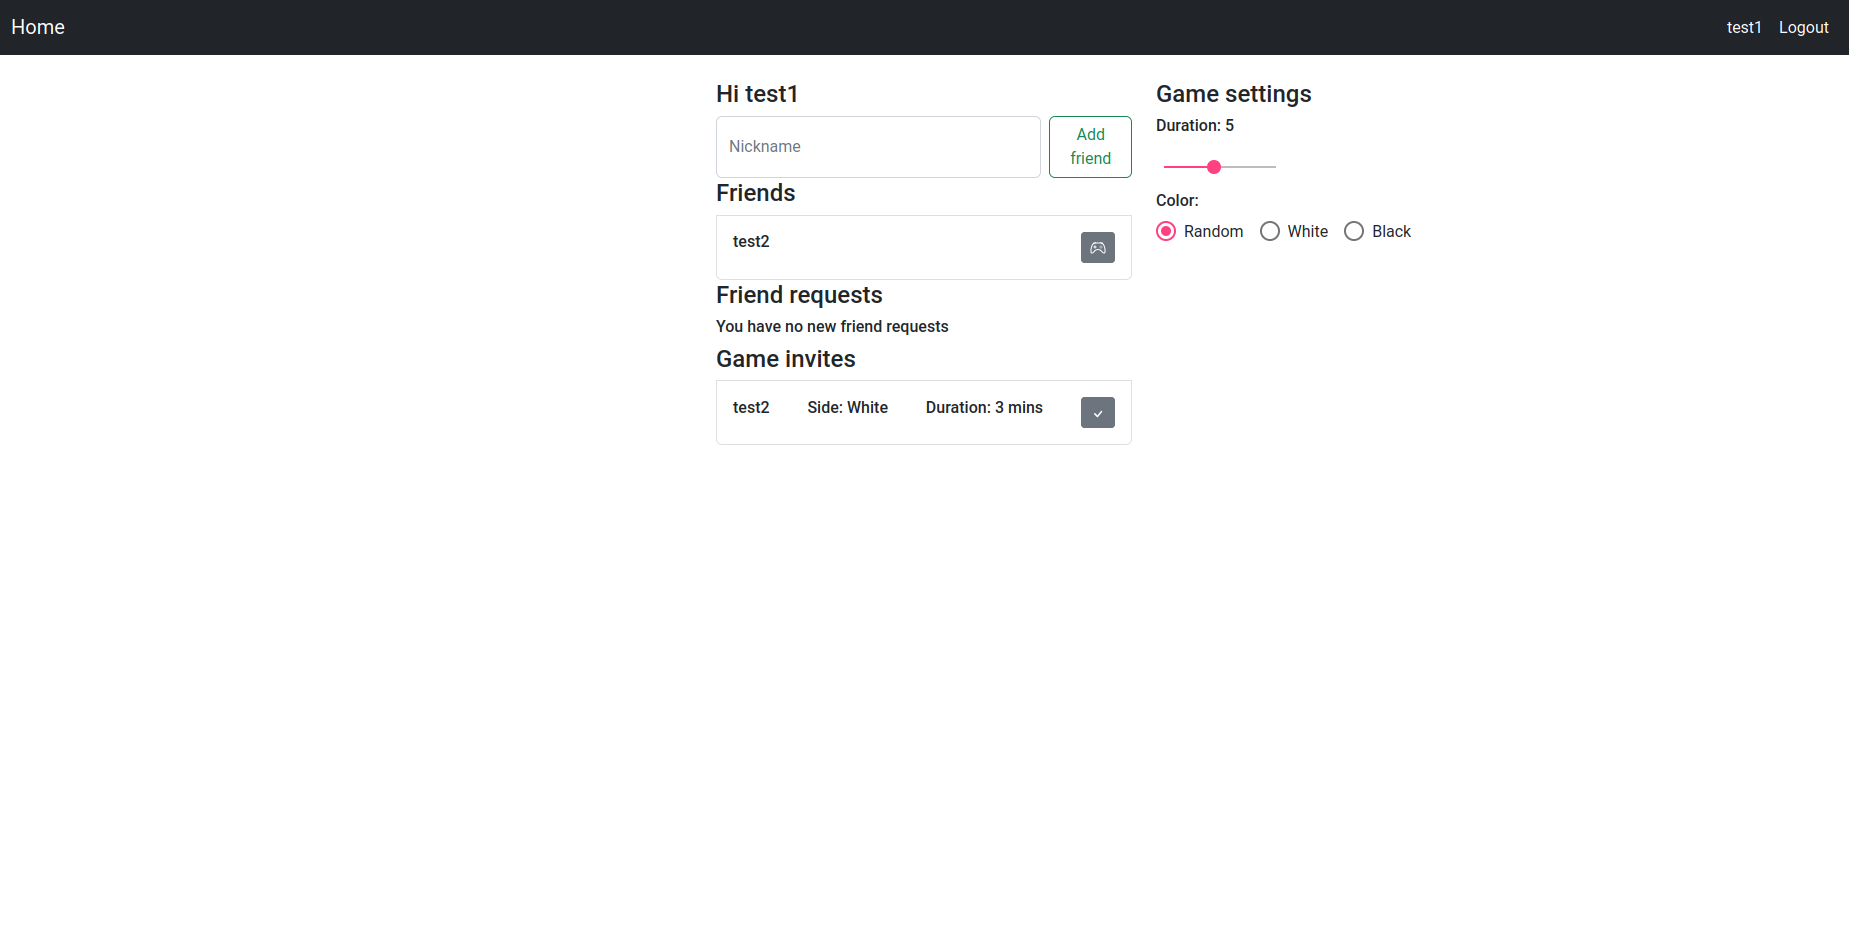 Home
test1 Logout
Hi test1
Nickname
Add
friend
Friends
test2
Friend requests
You have no new friend requests
Game invites
test2 Side: White Duration: 3 mins
Game settings
Duration: 5
Color:
Random White Black